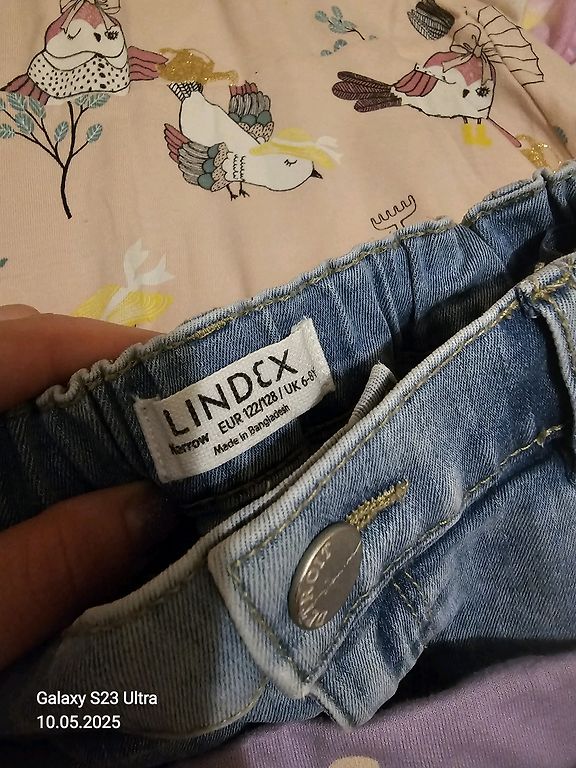 LINDEX
Narrow EUR 122/128 / UK 6-8Y
Made in Bangladesh
Galaxy S23 Ultra
10.05.2025